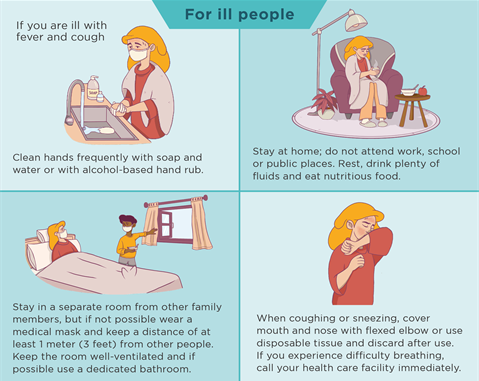 For ill people
If you are ill with
fever and cough
SOAP
Clean hands frequently with soap and
water or with alcohol-based hand rub.
Stay at home; do not attend work, school
or public places. Rest, drink plenty of
fluids and eat nutritious food.
Stay in a separate room from other family
members, but if not possible wear a
medical mask and keep a distance of at
least 1 meter (3 feet) from other people.
Keep the room well-ventilated and if
possible use a dedicated bathroom.
When coughing or sneezing, cover
mouth and nose with flexed elbow or use
disposable tissue and discard after use.
If you experience difficulty breathing,
call your health care facility immediately.